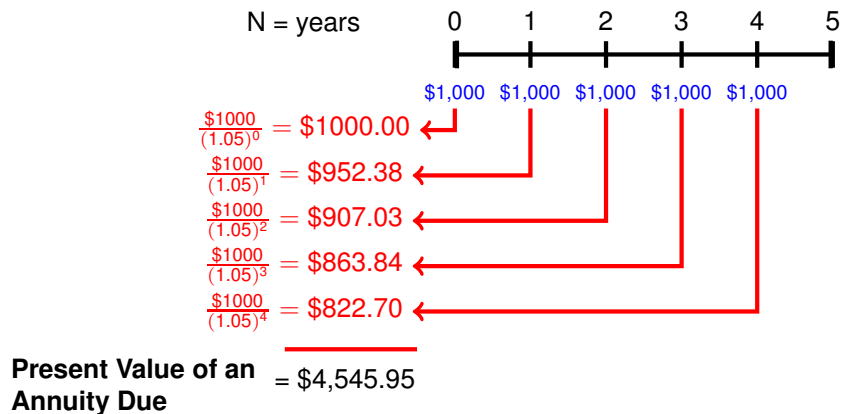 N = years 0 1 2 3 4 5
$1,000 $1,000 $1,000 $1,000 $1,000
$1000/(1.05)^0 = $1000.00
$1000/(1.05)^1 = $952.38
$1000/(1.05)^2 = $907.03
$1000/(1.05)^3 = $863.84
$1000/(1.05)^4 = $822.70
Present Value of an
Annuity Due = $4,545.95